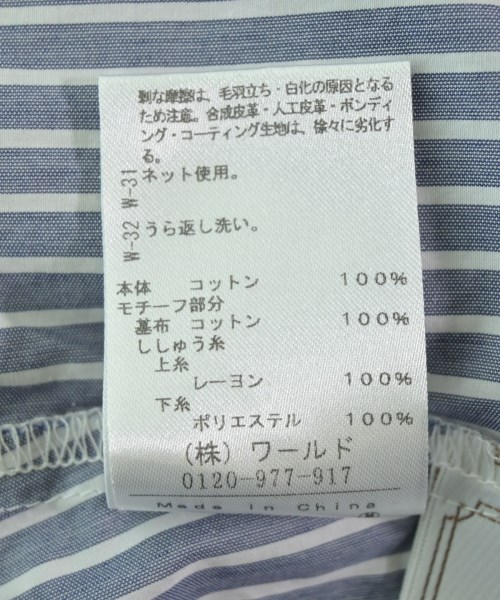 剰な摩擦は、毛羽立ち・白化の原因となる
ため注意。合成皮革・人工皮革・ボンディ
ング・コーティング生地は、徐々に劣化す
る。
W-31 ネット使用。
W-32 うら返し洗い。
本体 コットン 100%
モチーフ部分
基布 コットン 100%
ししゅう糸
上糸
レーヨン 100%
下糸
ポリエステル 100%
(株) ワールド
0120-977-917
Made in China